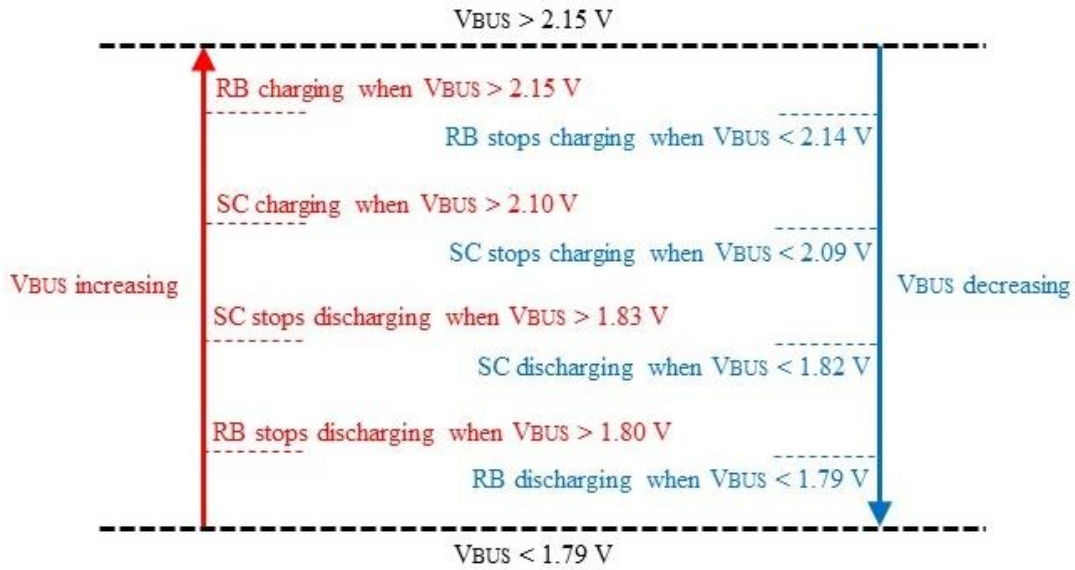 VBUS > 2.15 V
RB charging when VBUS > 2.15 V
RB stops charging when VBUS < 2.14 V
SC charging when VBUS > 2.10 V
SC stops charging when VBUS < 2.09 V
VBUS increasing
VBUS decreasing
SC stops discharging when VBUS > 1.83 V
SC discharging when VBUS < 1.82 V
RB stops discharging when VBUS > 1.80 V
RB discharging when VBUS < 1.79 V
VBUS < 1.79 V